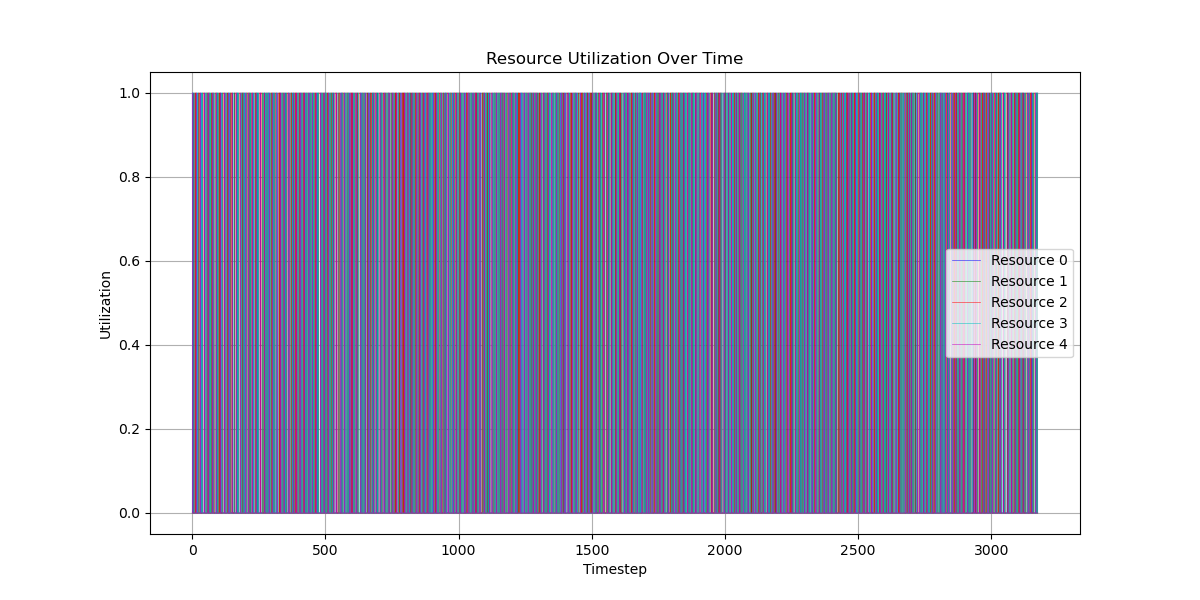 Resource Utilization Over Time
1.0
0.8
0.6
0.4
0.2
0.0
Utilization
Resource 0
Resource 1
Resource 2
Resource 3
Resource 4
0 500 1000 1500 2000 2500 3000
Timestep